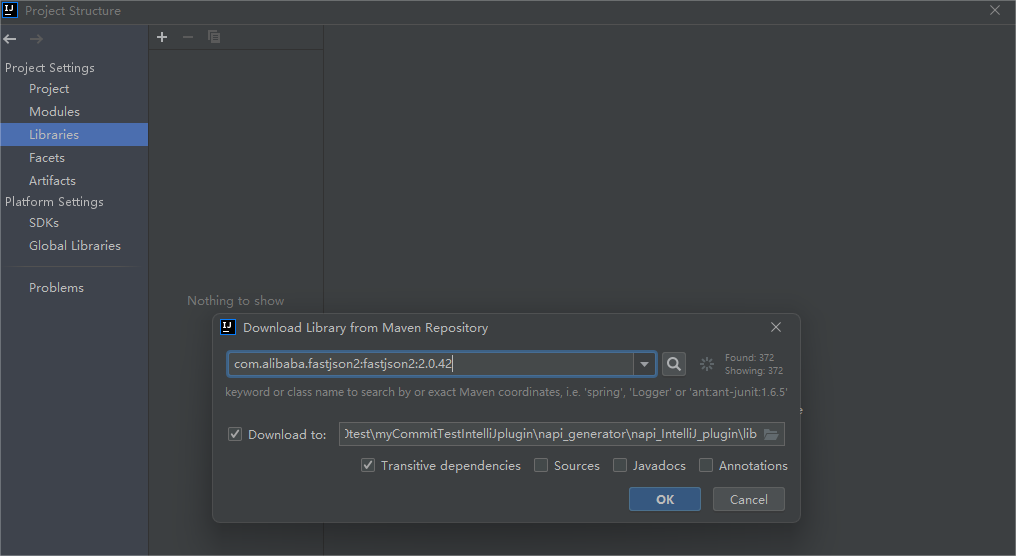 Project Structure
Project Settings
Project
Modules
Libraries
Facets
Artifacts
Platform Settings
SDKs
Global Libraries
Problems
Nothing to show
Download Library from Maven Repository
com.alibaba.fastjson2:fastjson2:2.0.42
Found: 372
Showing: 372
keyword or class name to search by or exact Maven coordinates, i.e. 'spring', 'Logger' or 'ant:ant-junit:1.6.5'
Download to:
test\myCommitTestIntelliJplugin\napi_generator\napi_IntelliJ_plugin\lib
Transitive dependencies
Sources
Javadocs
Annotations
OK
Cancel